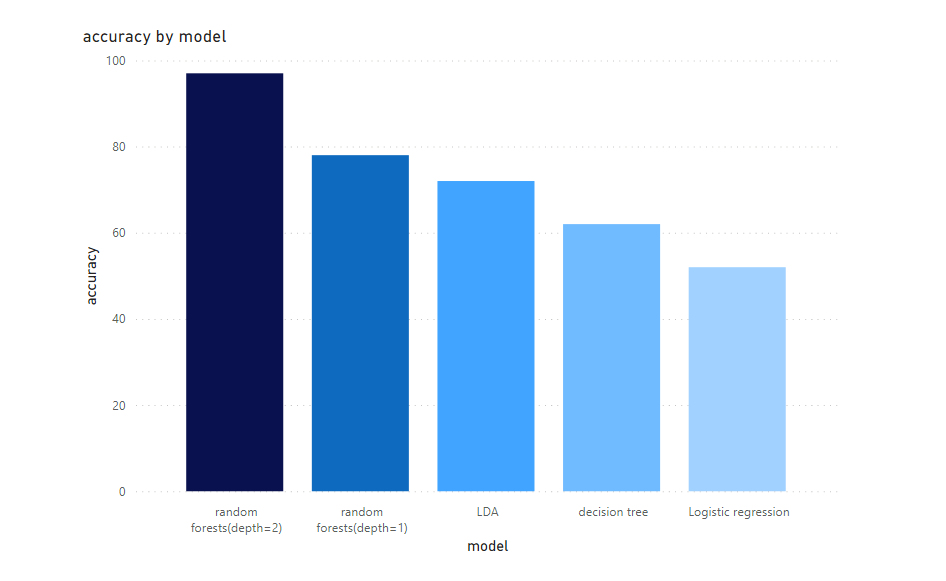 accuracy by model
100
80
60
40
20
0
accuracy
random
forests(depth=2)
random
forests(depth=1)
LDA
decision tree
Logistic regression
model